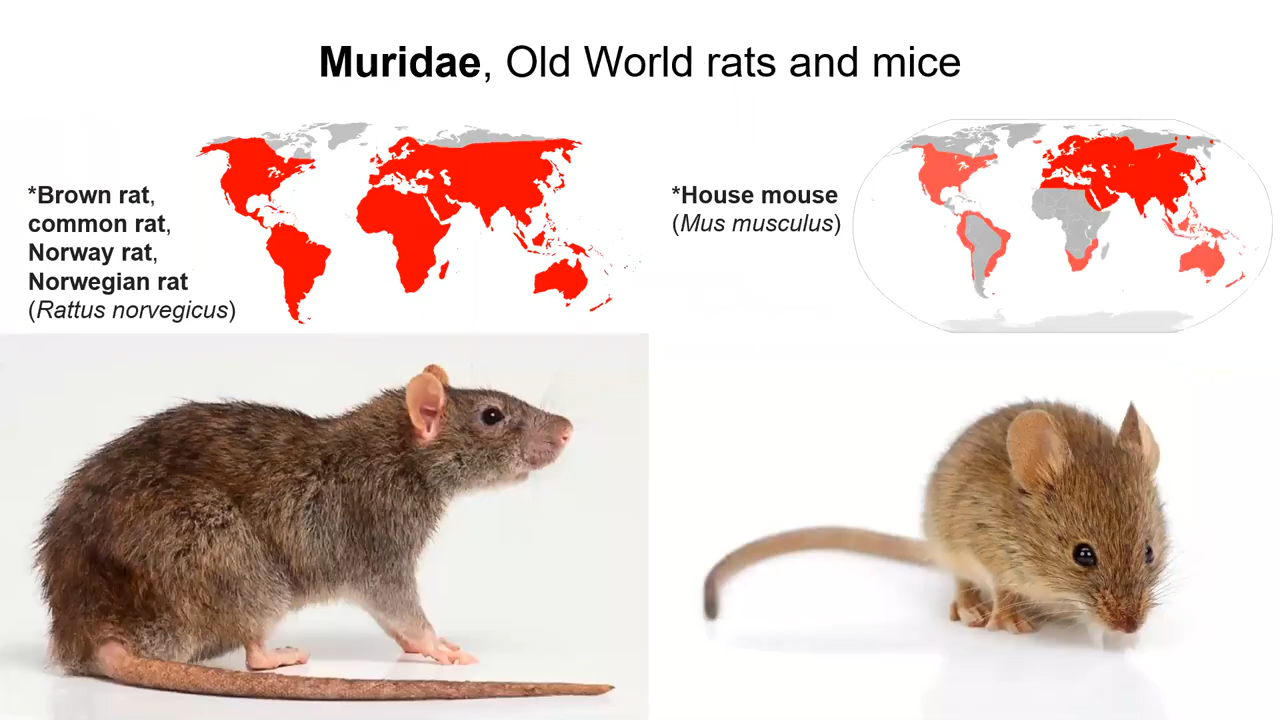 Muridae, Old World rats and mice
*Brown rat,
common rat,
Norway rat,
Norwegian rat
(Rattus norvegicus)
*House mouse
(Mus musculus)